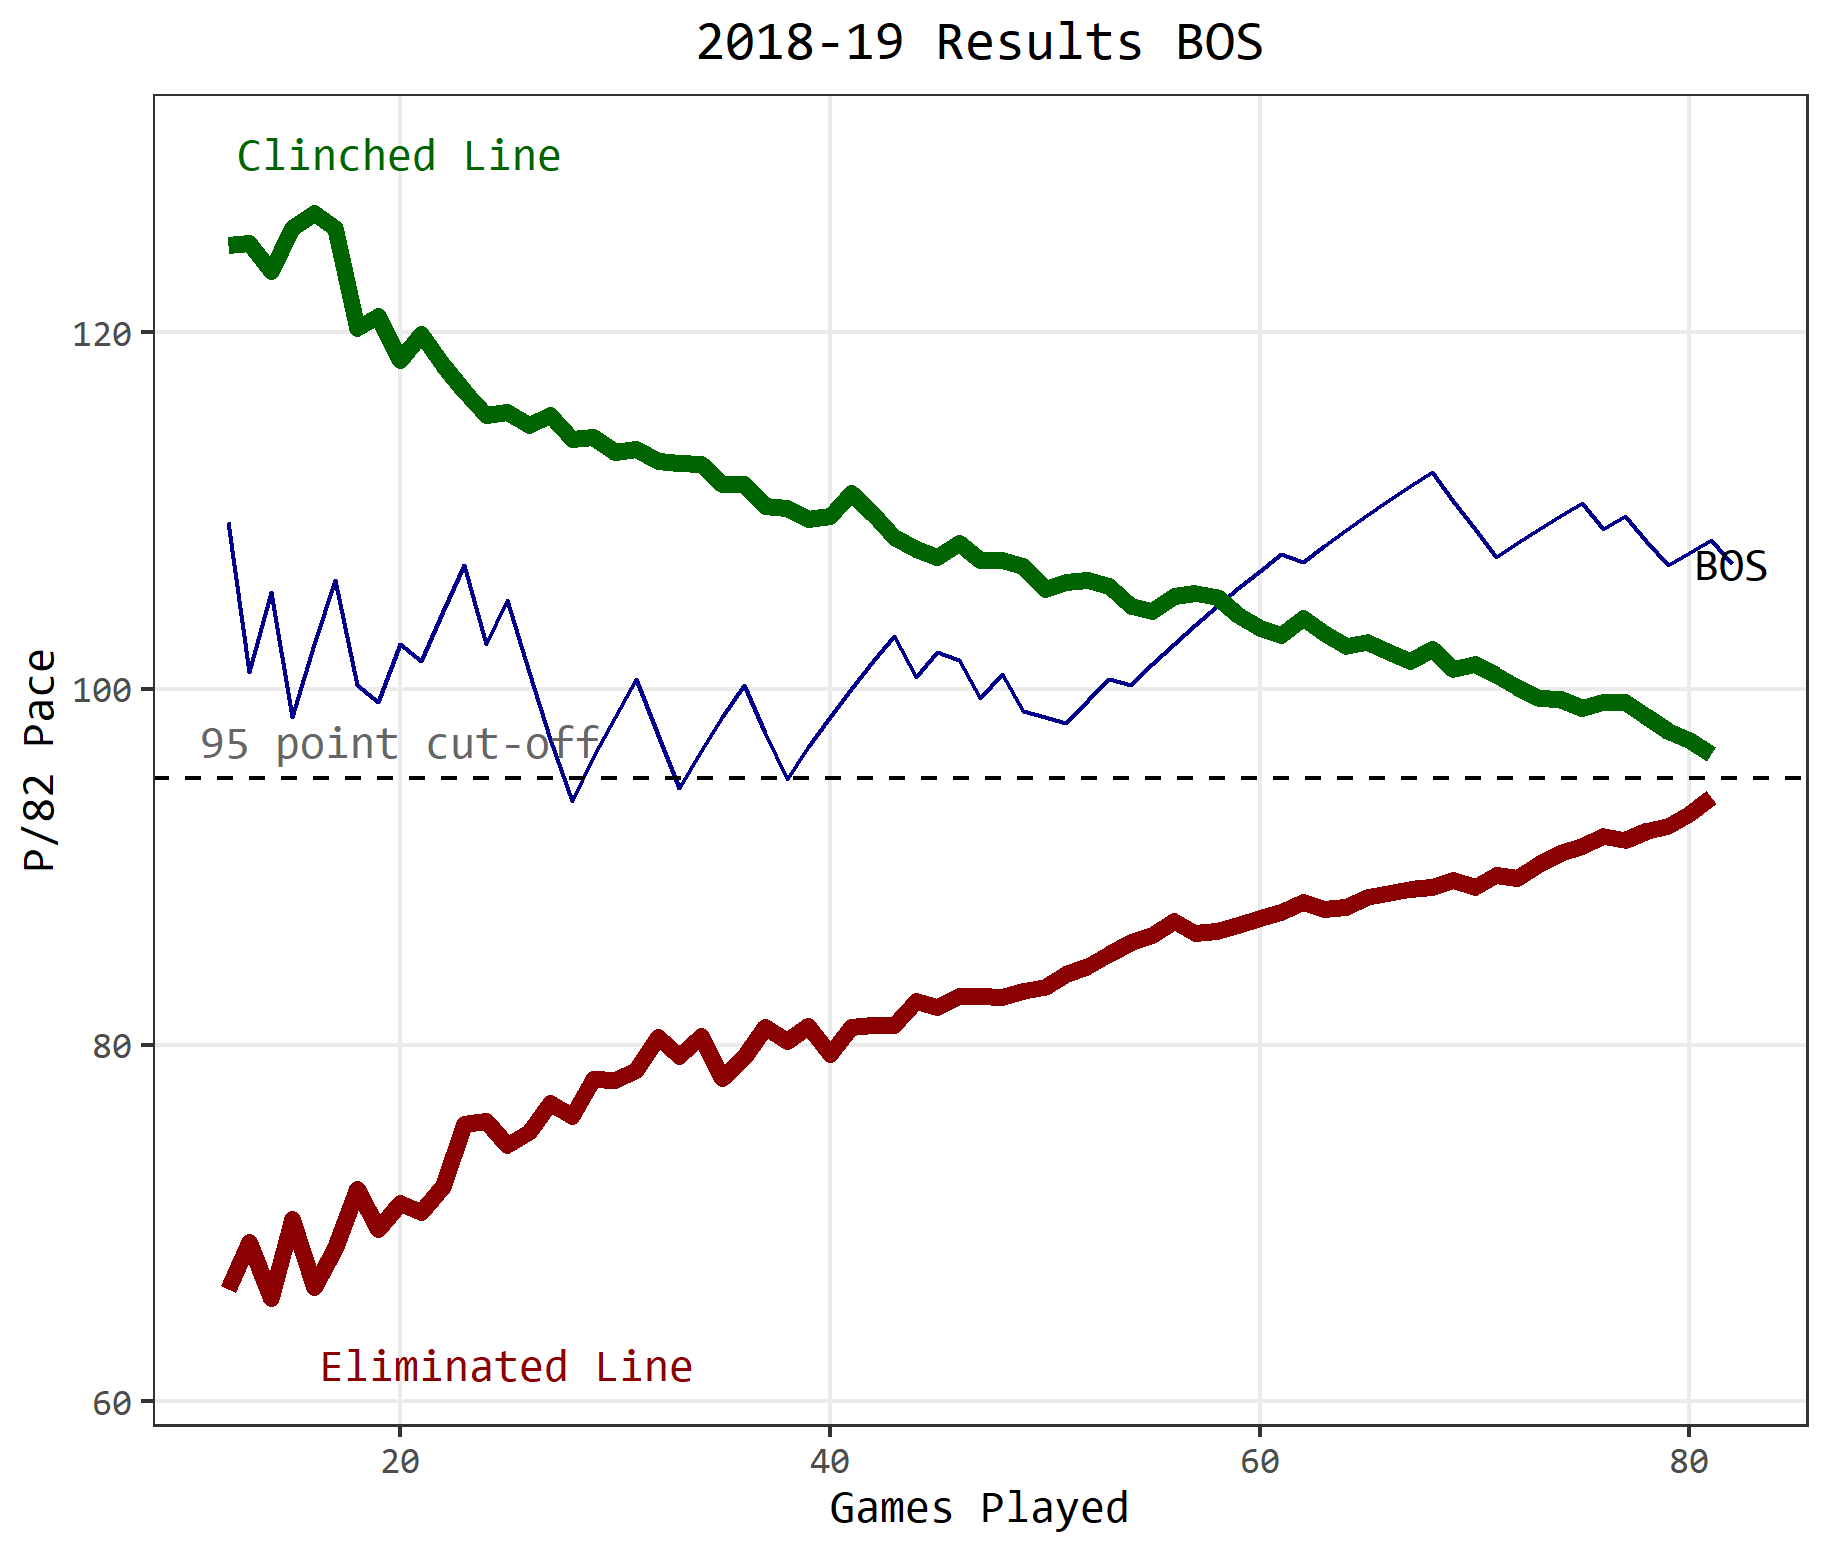 2018-19 Results BOS
Clinched Line
120
BOS
100
95 point cut-off
P/82 Pace
80
Eliminated Line
60
20 40 60 80
Games Played